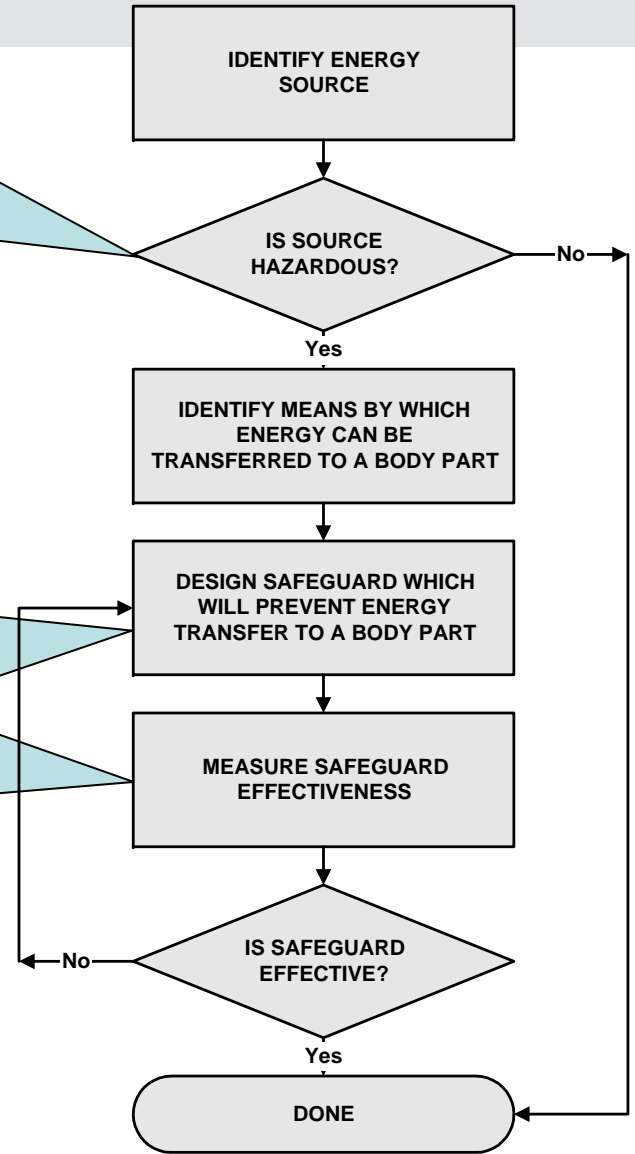 IDENTIFY ENERGY
SOURCE
IS SOURCE
HAZARDOUS?
No
Yes
IDENTIFY MEANS BY WHICH
ENERGY CAN BE
TRANSFERRED TO A BODY PART
DESIGN SAFEGUARD WHICH
WILL PREVENT ENERGY
TRANSFER TO A BODY PART
MEASURE SAFEGUARD
EFFECTIVENESS
IS SAFEGUARD
EFFECTIVE?
No
Yes
DONE